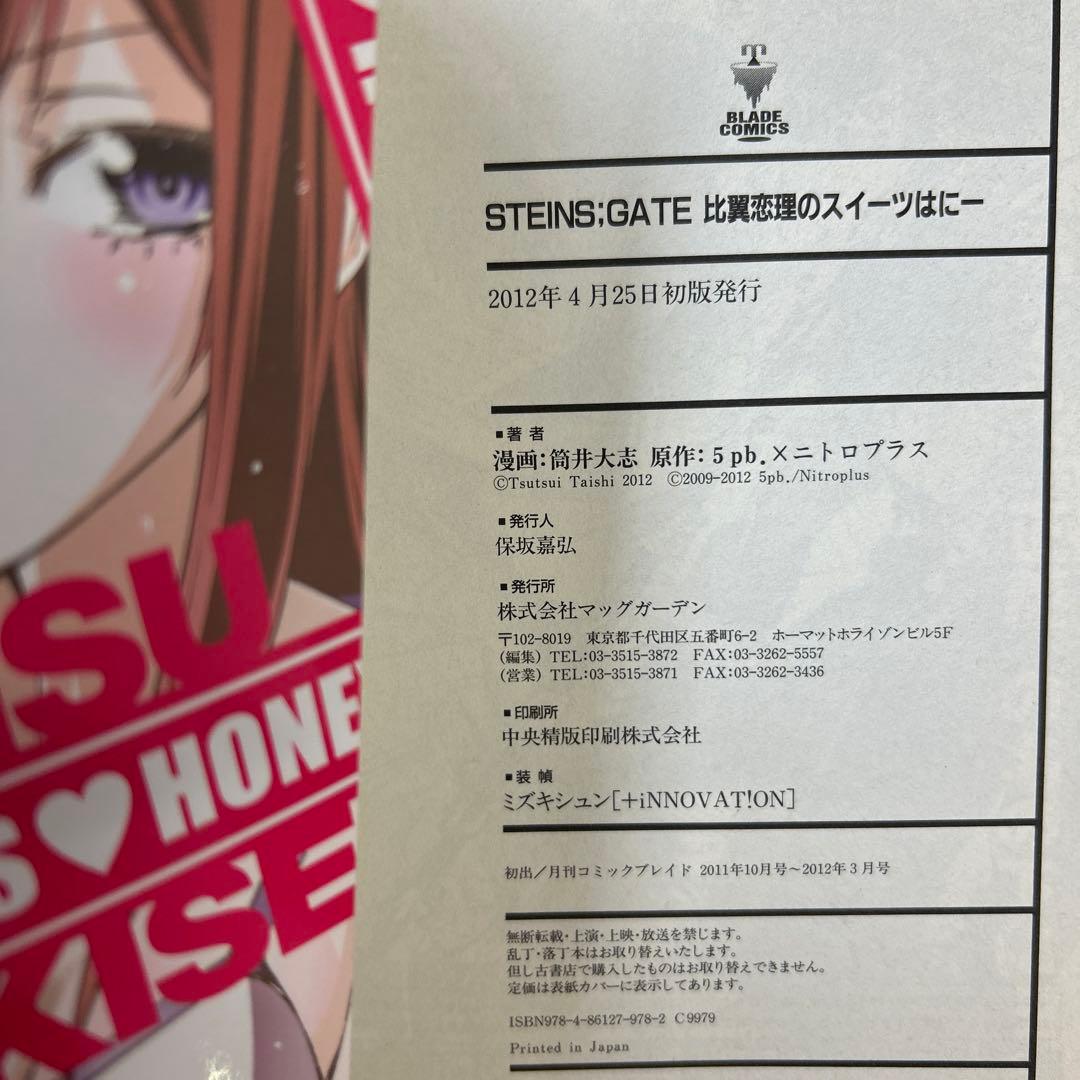 BLADE
COMICS
STEINS;GATE 比翼恋理のスイーツはにー
2012年4月25日初版発行
■著 者
漫画：筒井大志 原作：5pb.×ニトロプラス
©Tsutsui Taishi 2012 ©2009-2012 5pb./Nitroplus
■発行人
保坂嘉弘
■発行所
株式会社マッグガーデン
〒102-8019 東京都千代田区五番町6-2 ホーマットホライゾンビル5F
（編集）TEL:03-3515-3872 FAX:03-3262-5557
（営業）TEL:03-3515-3871 FAX:03-3262-3436
■印刷所
中央精版印刷株式会社
■装 幀
ミズキシュン[＋iNNOVAT!ON]
初出／月刊コミックブレイド 2011年10月号～2012年3月号
無断転載・上演・上映・放送を禁じます。
乱丁・落丁本はお取り替えいたします。
但し古書店で購入したものはお取り替えできません。
定価は表紙カバーに表示してあります。
ISBN978-4-86127-978-2 C9979
Printed in Japan
ISU
S♥HONE
KISE